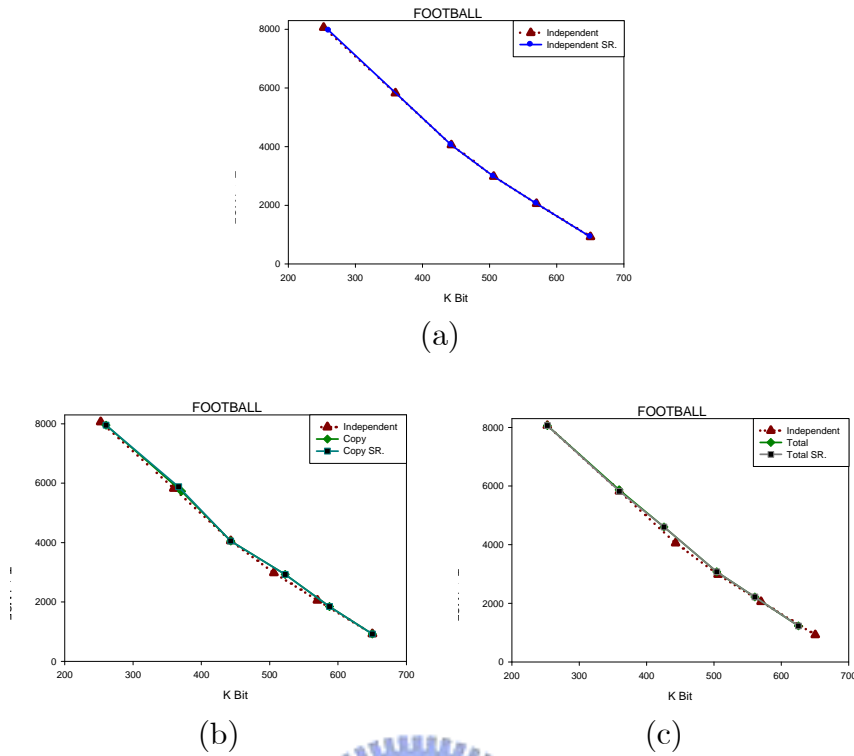 FOOTBALL
Independent
Independent SR.
8000
6000
4000
2000
0
200 300 400 500 600 700
K Bit
(a)
FOOTBALL
Independent
Copy
Copy SR.
8000
6000
4000
2000
0
200 300 400 500 600 700
K Bit
(b)
FOOTBALL
Independent
Total
Total SR.
8000
6000
4000
2000
0
200 300 400 500 600 700
K Bit
(c)